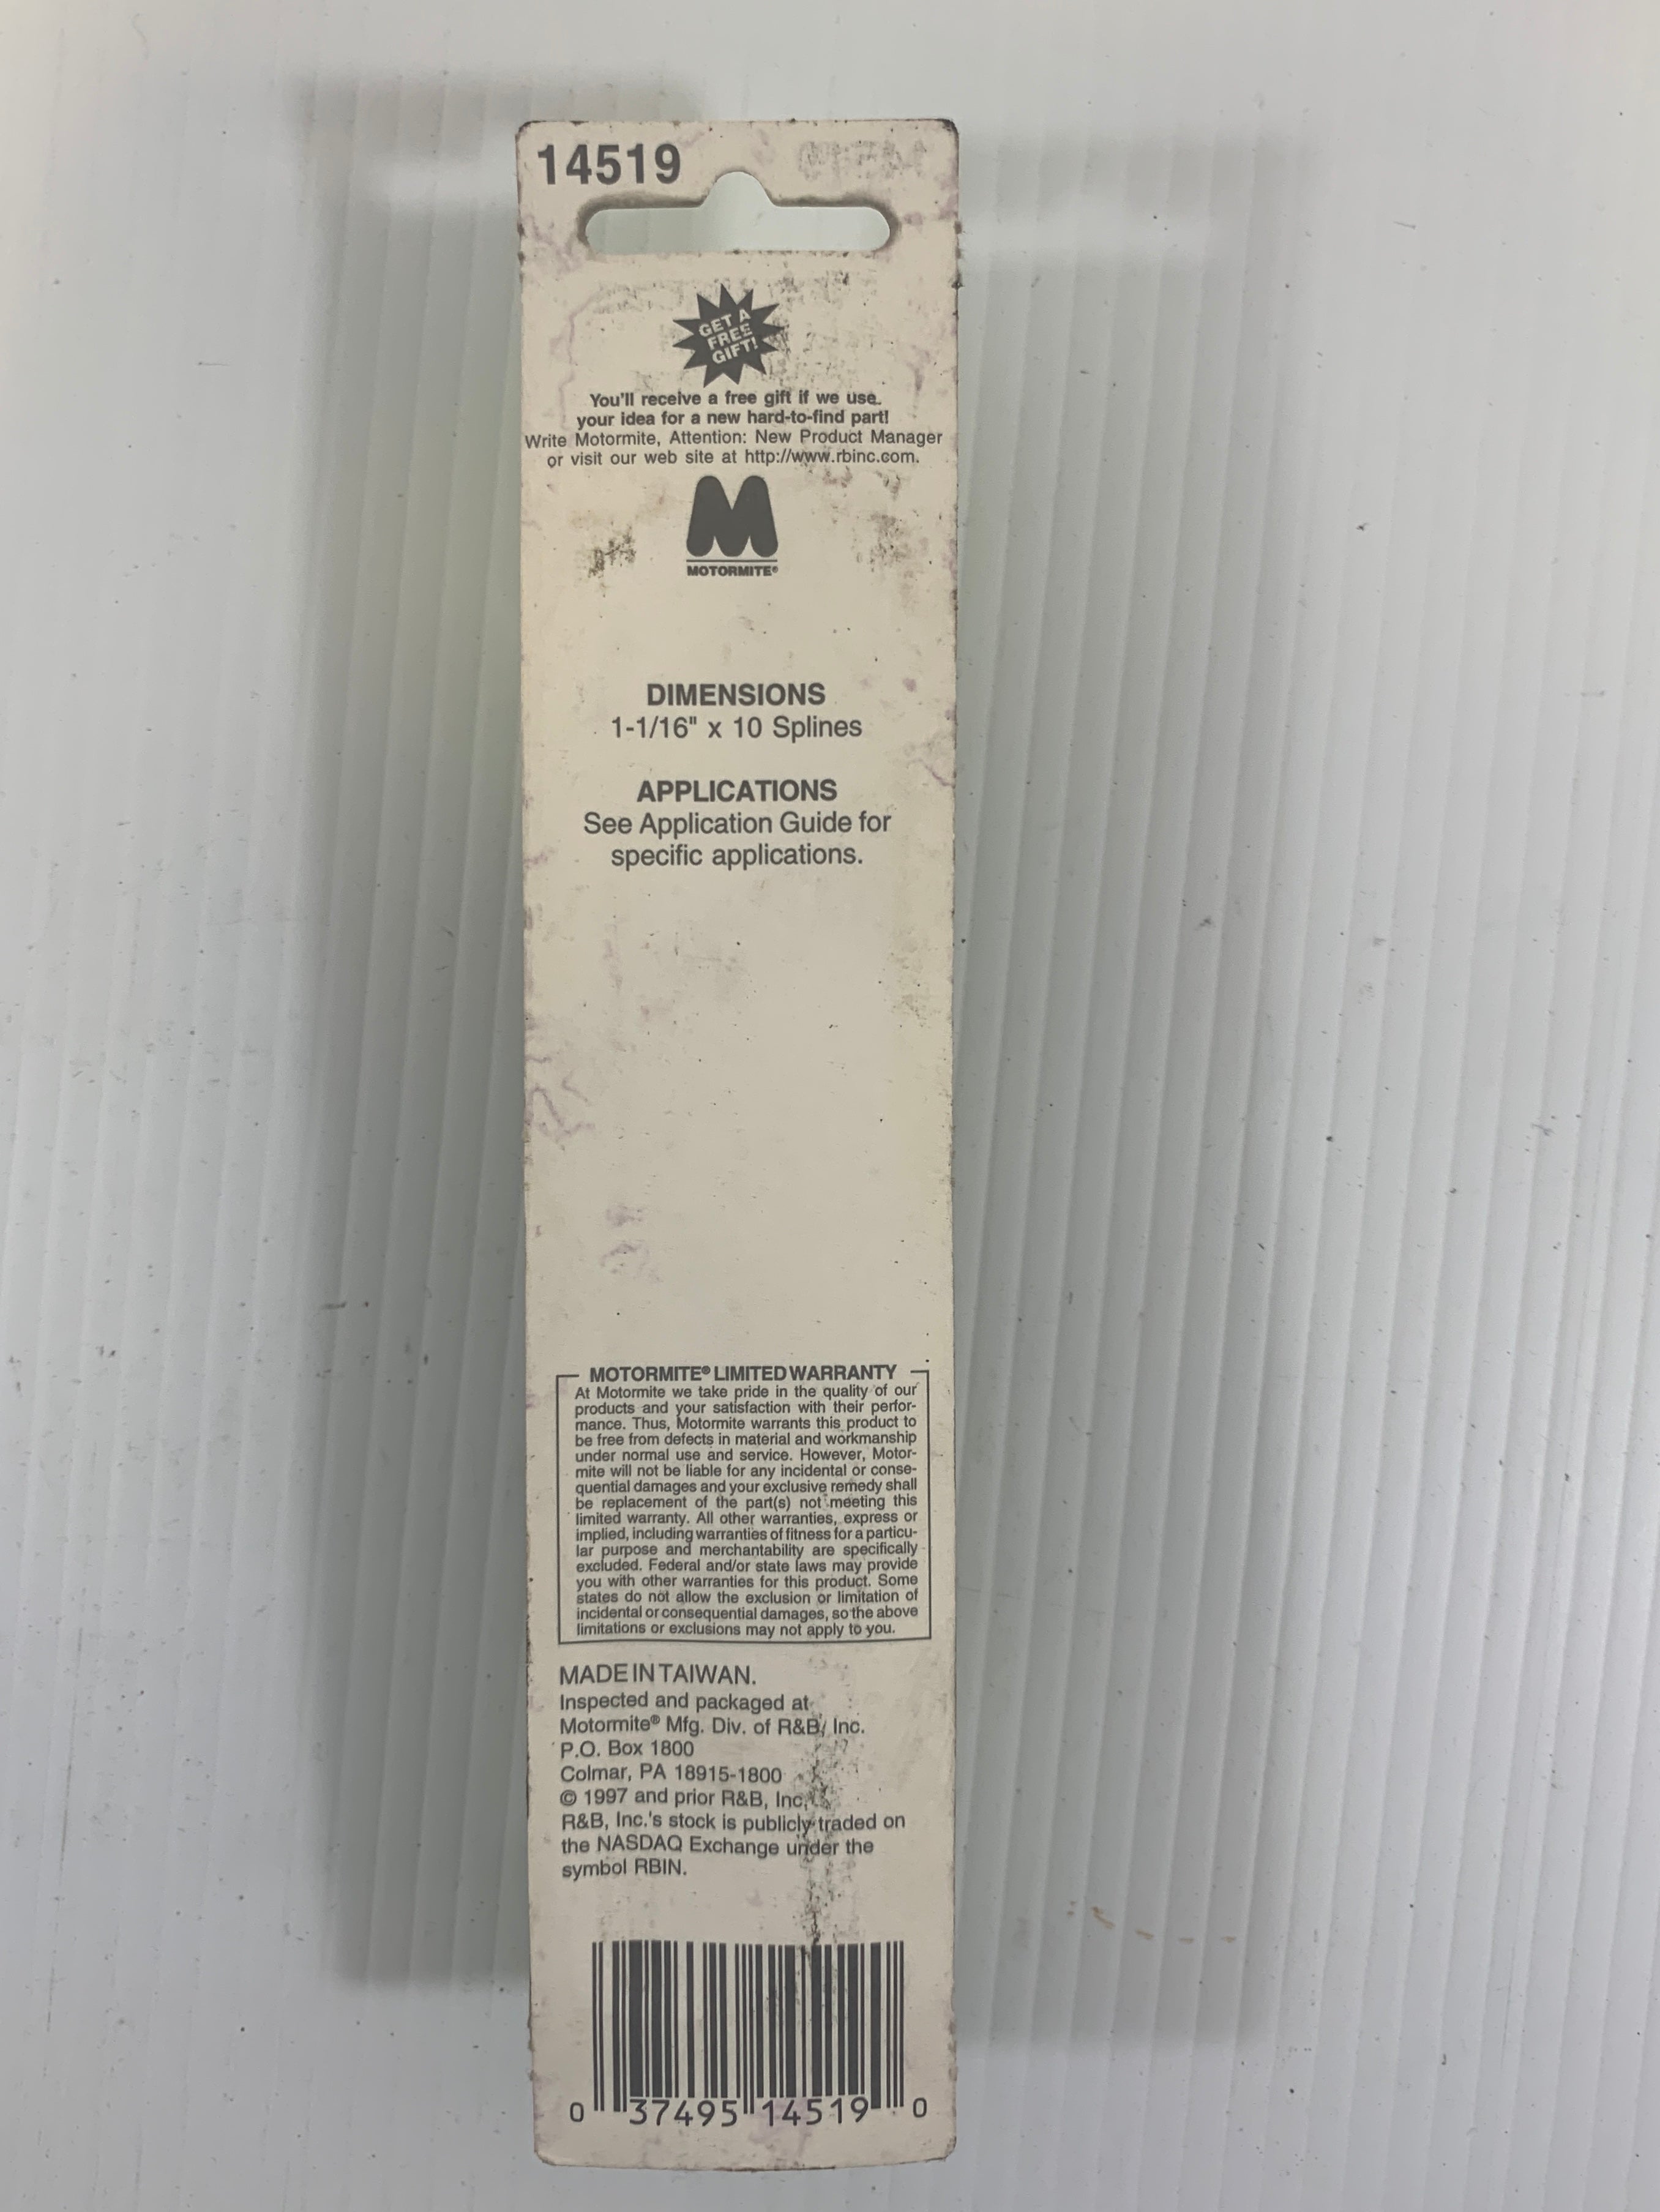 14519
GET A
FREE
GIFT!
You'll receive a free gift if we use
your idea for a new hard-to-find part!
Write Motormite, Attention: New Product Manager
or visit our web site at http://www.rbinc.com.
MOTORMITE®
DIMENSIONS
1-1/16" x 10 Splines
APPLICATIONS
See Application Guide for
specific applications.
MOTORMITE® LIMITED WARRANTY
At Motormite we take pride in the quality of our
products and your satisfaction with their perfor-
mance. Thus, Motormite warrants this product to
be free from defects in material and workmanship
under normal use and service. However, Motor-
mite will not be liable for any incidental or conse-
quential damages and your exclusive remedy shall
be replacement of the part(s) not meeting this
limited warranty. All other warranties, express or
implied, including warranties of fitness for a particu-
lar purpose and merchantability are specifically
excluded. Federal and/or state laws may provide
you with other warranties for this product. Some
states do not allow the exclusion or limitation of
incidental or consequential damages, so the above
limitations or exclusions may not apply to you.
MADE IN TAIWAN.
Inspected and packaged at
Motormite® Mfg. Div. of R&B, Inc.
P.O. Box 1800
Colmar, PA 18915-1800
© 1997 and prior R&B, Inc.
R&B, Inc.'s stock is publicly traded on
the NASDAQ Exchange under the
symbol RBIN.
0 37495 14519 0